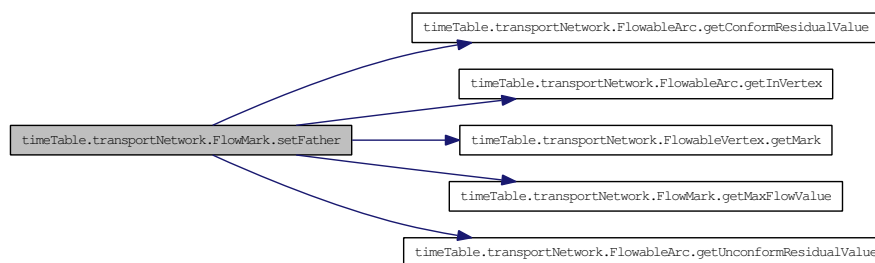 timeTable.transportNetwork.FlowableArc.getConformResidualValue
timeTable.transportNetwork.FlowableArc.getInVertex
timeTable.transportNetwork.FlowMark.setFather
timeTable.transportNetwork.FlowableVertex.getMark
timeTable.transportNetwork.FlowMark.getMaxFlowValue
timeTable.transportNetwork.FlowableArc.getUnconformResidualValue